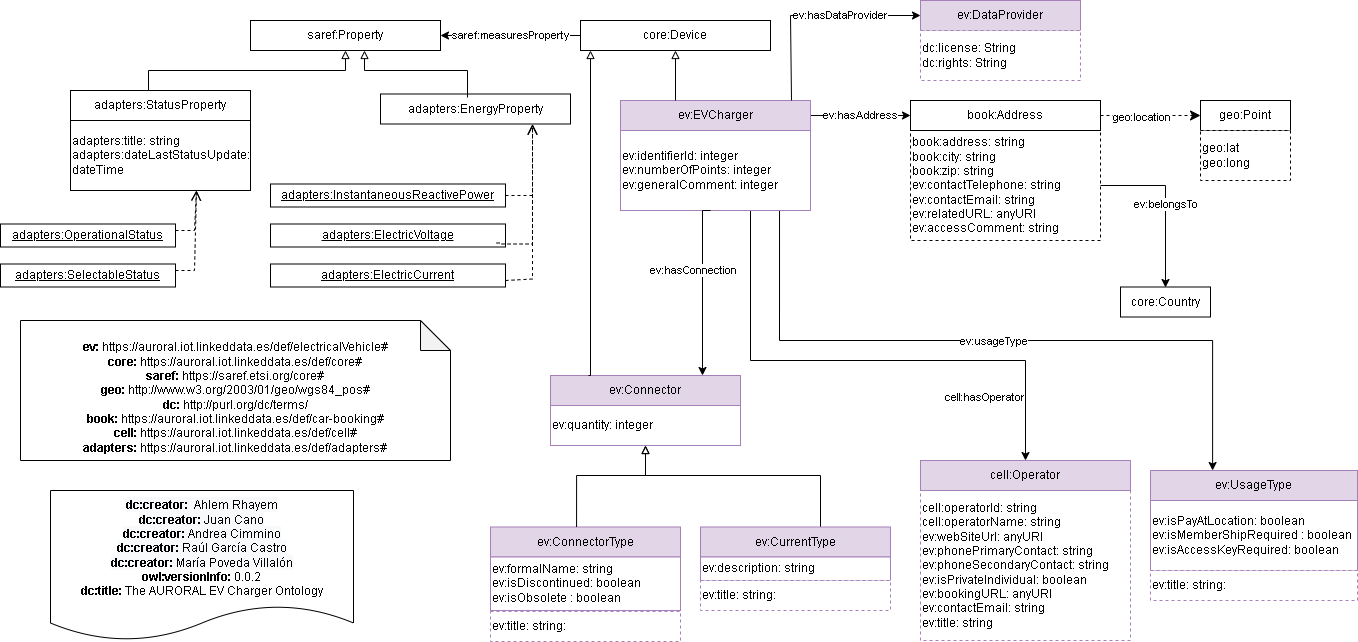 saref:Property
saref:measuresProperty
core:Device
ev:hasDataProvider
ev:DataProvider
dc:license: String
dc:rights: String
adapters:StatusProperty
adapters:title: string
adapters:dateLastStatusUpdate:
dateTime
adapters:EnergyProperty
ev:EVCharger
ev:identifierId: integer
ev:numberOfPoints: integer
ev:generalComment: integer
ev:hasAddress
book:Address
book:address: string
book:city: string
book:zip: string
ev:contactTelephone: string
ev:contactEmail: string
ev:relatedURL: anyURI
ev:accessComment: string
geo:location
geo:Point
geo:lat
geo:long
adapters:InstantaneousReactivePower
adapters:OperationalStatus
adapters:ElectricVoltage
adapters:SelectableStatus
adapters:ElectricCurrent
ev:belongsTo
ev:hasConnection
core:Country
ev: https://auroral.iot.linkeddata.es/def/electricalVehicle#
core: https://auroral.iot.linkeddata.es/def/core#
saref: https://saref.etsi.org/core#
geo: http://www.w3.org/2003/01/geo/wgs84_pos#
dc: http://purl.org/dc/terms/
book: https://auroral.iot.linkeddata.es/def/car-booking#
cell: https://auroral.iot.linkeddata.es/def/cell#
adapters: https://auroral.iot.linkeddata.es/def/adapters#
ev:usageType
ev:Connector
ev:quantity: integer
cell:hasOperator
dc:creator: Ahlem Rhayem
dc:creator: Juan Cano
dc:creator: Andrea Cimmino
dc:creator: Raúl García Castro
dc:creator: María Poveda Villalón
owl:versionInfo: 0.0.2
dc:title: The AURORAL EV Charger Ontology
ev:ConnectorType
ev:formalName: string
ev:isDiscontinued: boolean
ev:isObsolete : boolean
ev:title: string:
ev:CurrentType
ev:description: string
ev:title: string:
cell:Operator
cell:operatorId: string
cell:operatorName: string
ev:webSiteUrl: anyURI
ev:phonePrimaryContact: string
ev:phoneSecondaryContact: string
ev:isPrivateIndividual: boolean
ev:bookingURL: anyURI
ev:contactEmail: string
ev:title: string
ev:UsageType
ev:isPayAtLocation: boolean
ev:isMemberShipRequired : boolean
ev:isAccessKeyRequired: boolean
ev:title: string: